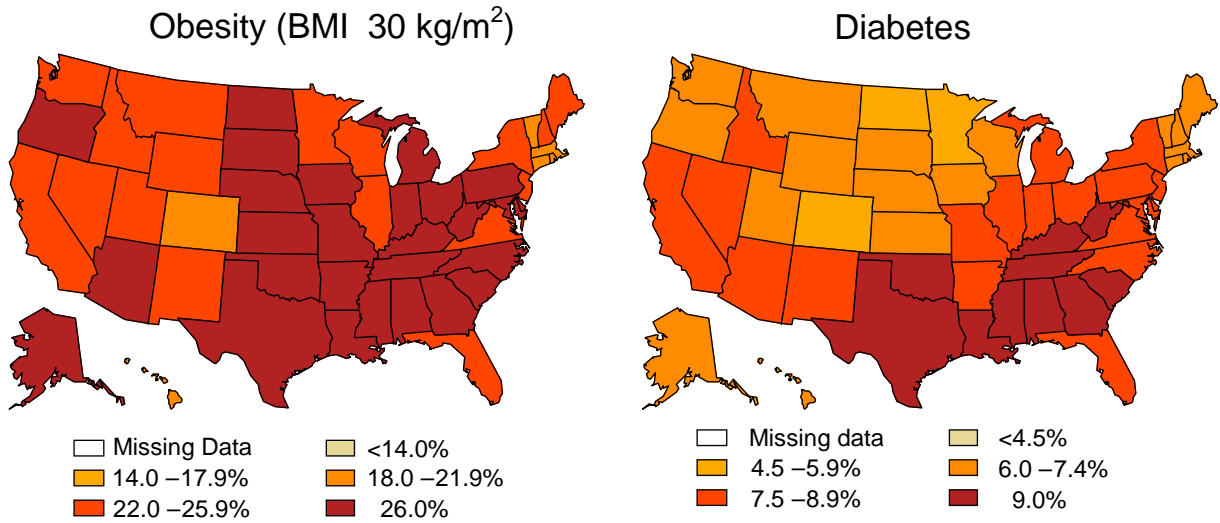 Obesity (BMI 30 kg/m²)
Diabetes
Missing Data
<14.0%
14.0 –17.9%
18.0 –21.9%
22.0 –25.9%
26.0%
Missing data
<4.5%
4.5 –5.9%
6.0 –7.4%
7.5 –8.9%
9.0%